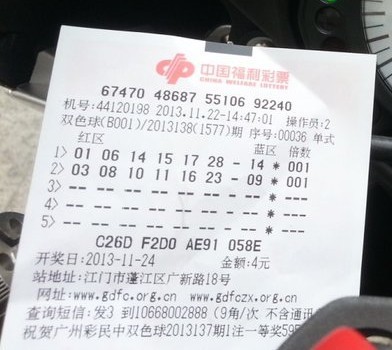 中国福利彩票
CHINA WELFARE LOTTERY
67470 48687 55106 92240
机号:44120198 2013.11.22-14:47:01 操作员:2
双色球(B001)/2013138(1577)期 序号:00036 单式
红区 蓝区 倍数
1> 01 06 14 15 17 28 - 14 * 001
2> 03 08 10 11 16 23 - 09 * 001
3> -- -- -- -- -- -- - -- * ---
4> -- -- -- -- -- -- - -- * ---
5> -- -- -- -- -- -- - -- * ---
C26D F2D0 AE91 058E
开奖日:2013-11-24 金额:4元
站地址:江门市蓬江区广新路18号
网址:www.gdfc.org.cn www.gdfczx.org.cn
查询短信:发3 到10668002888 (9角/次 不含通讯
祝贺广州彩民中双色球2013137期1注一等奖595